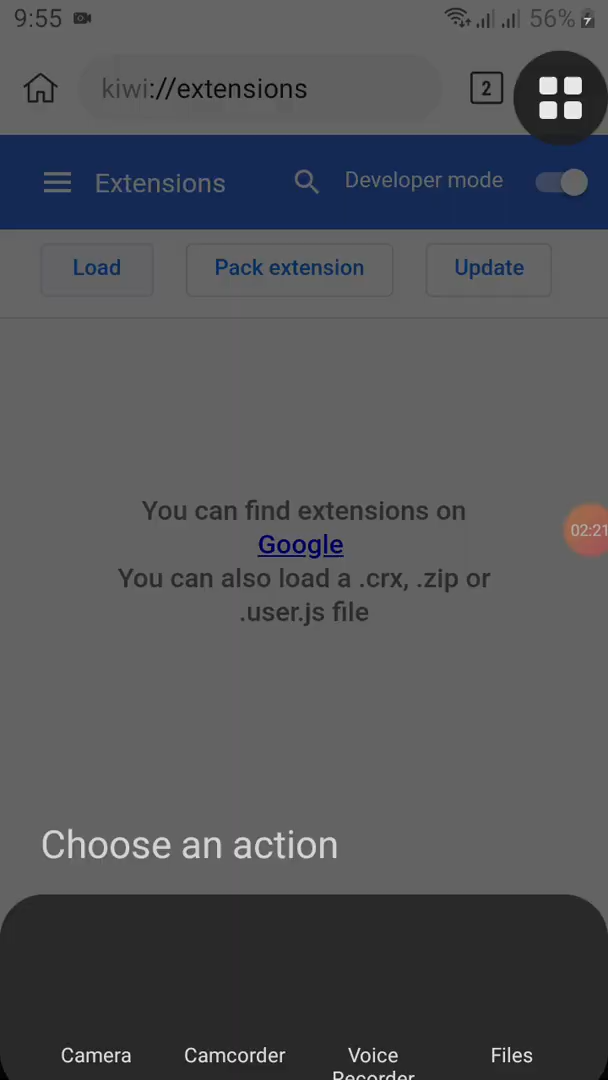 9:55 56%
kiwi://extensions 2
Extensions Developer mode
Load Pack extension Update
You can find extensions on
Google
02:21
You can also load a .crx, .zip or
.user.js file
Choose an action
Camera Camcorder Voice Files
Recorder